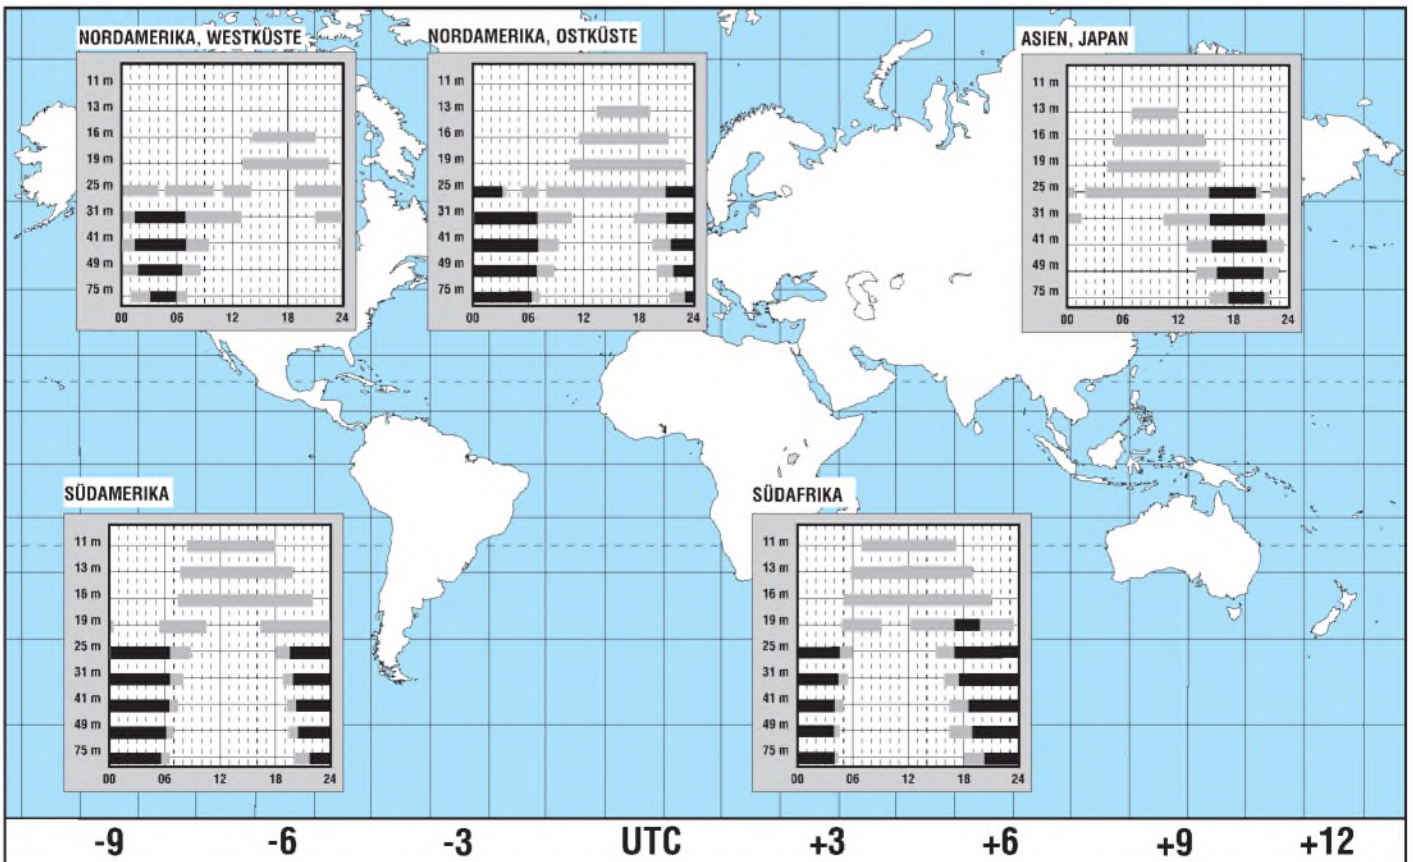 NORDAMERIKA, WESTKÜSTE
11 m
13 m
16 m
19 m
25 m
31 m
41 m
49 m
75 m
00 06 12 18 24
NORDAMERIKA, OSTKÜSTE
11 m
13 m
16 m
19 m
25 m
31 m
41 m
49 m
75 m
00 06 12 18 24
ASIEN, JAPAN
11 m
13 m
16 m
19 m
25 m
31 m
41 m
49 m
75 m
00 06 12 18 24
SÜDAMERIKA
11 m
13 m
16 m
19 m
25 m
31 m
41 m
49 m
75 m
00 06 12 18 24
SÜDAFRIKA
11 m
13 m
16 m
19 m
25 m
31 m
41 m
49 m
75 m
00 06 12 18 24
-9 -6 -3 UTC +3 +6 +9 +12